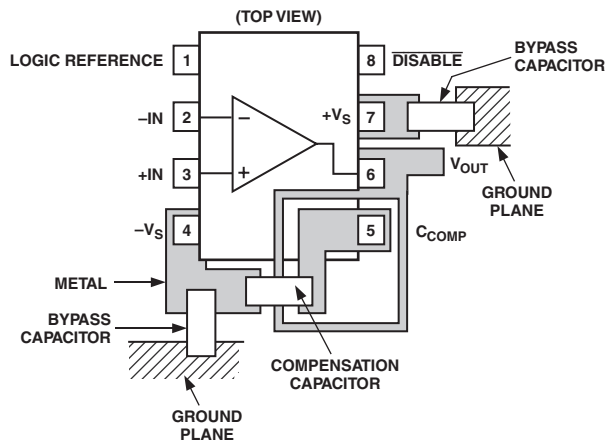 (TOP VIEW)
LOGIC REFERENCE
1
8
DISABLE
BYPASS
CAPACITOR
–IN
2
–
+VS
7
+IN
3
+
6
VOUT
GROUND
PLANE
–VS
4
5
CCOMP
METAL
BYPASS
CAPACITOR
COMPENSATION
CAPACITOR
GROUND
PLANE